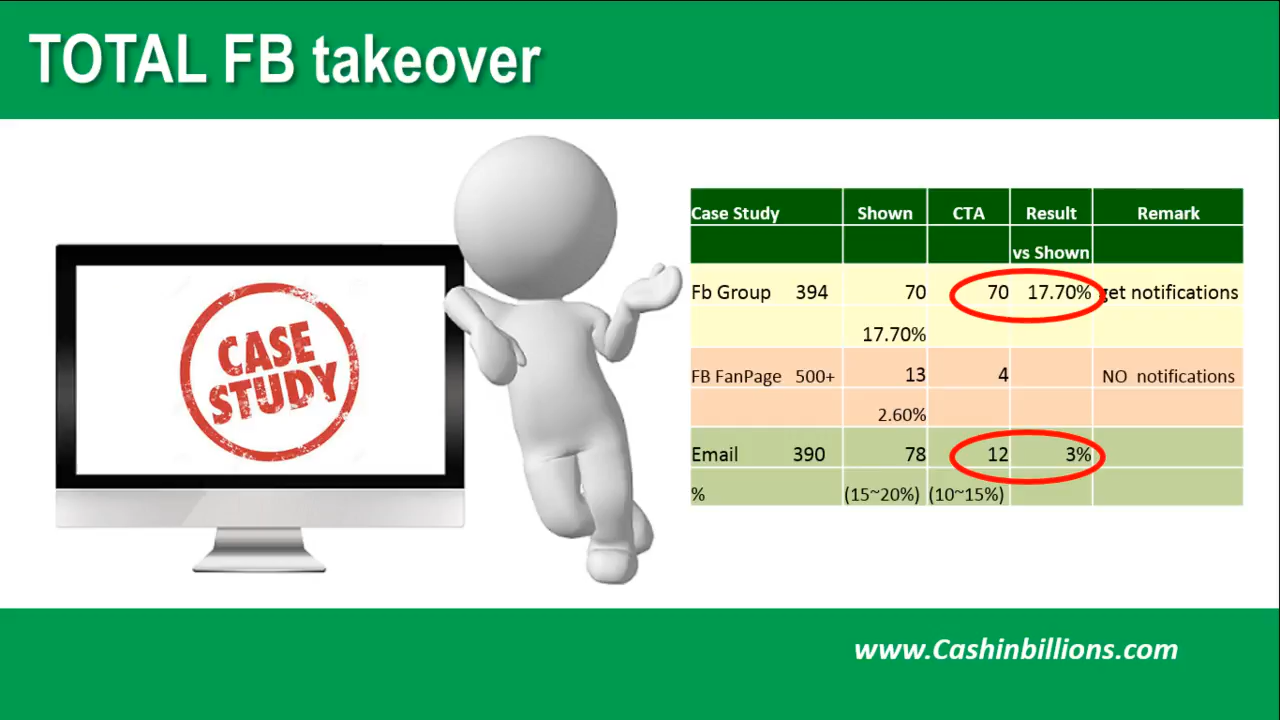 TOTAL FB takeover
CASE
STUDY
Case Study Shown CTA Result Remark
vs Shown
Fb Group 394 70 70 17.70% get notifications
17.70%
FB FanPage 500+ 13 4 NO notifications
2.60%
Email 390 78 12 3%
% (15~20%) (10~15%)
www.Cashinbillions.com